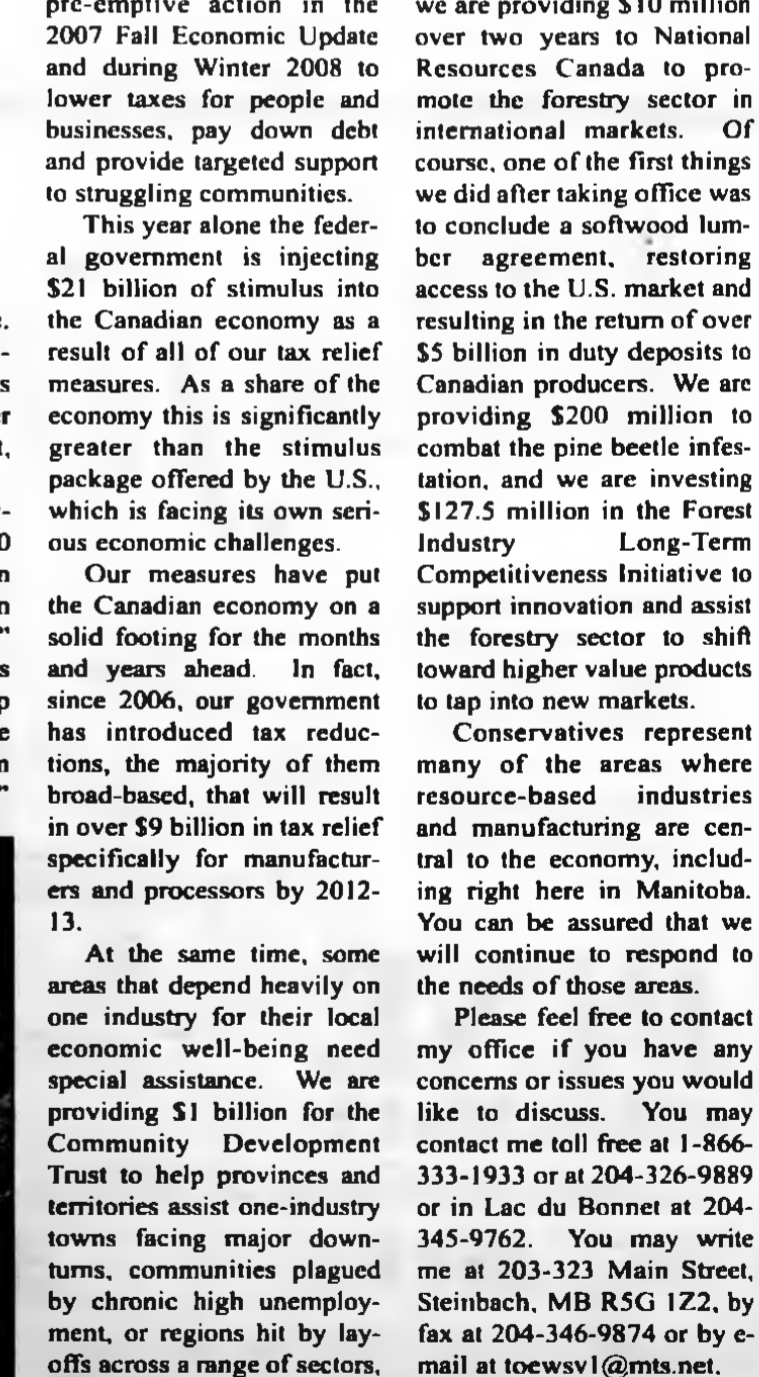 pre-emptive action in the
2007 Fall Economic Update
and during Winter 2008 to
lower taxes for people and
businesses, pay down debt
and provide targeted support
to struggling communities.
This year alone the feder-
al government is injecting
$21 billion of stimulus into
the Canadian economy as a
result of all of our tax relief
measures. As a share of the
economy this is significantly
greater than the stimulus
package offered by the U.S.,
which is facing its own seri-
ous economic challenges.
Our measures have put
the Canadian economy on a
solid footing for the months
and years ahead. In fact,
since 2006, our government
has introduced tax reduc-
tions, the majority of them
broad-based, that will result
in over $9 billion in tax relief
specifically for manufactur-
ers and processors by 2012-
13.
At the same time, some
areas that depend heavily on
one industry for their local
economic well-being need
special assistance. We are
providing $1 billion for the
Community Development
Trust to help provinces and
territories assist one-industry
towns facing major down-
turns, communities plagued
by chronic high unemploy-
ment, or regions hit by lay-
offs across a range of sectors,
we are providing $10 million
over two years to National
Resources Canada to pro-
mote the forestry sector in
international markets. Of
course, one of the first things
we did after taking office was
to conclude a softwood lum-
ber agreement, restoring
access to the U.S. market and
resulting in the return of over
$5 billion in duty deposits to
Canadian producers. We are
providing $200 million to
combat the pine beetle infes-
tation, and we are investing
$127.5 million in the Forest
Industry Long-Term
Competitiveness Initiative to
support innovation and assist
the forestry sector to shift
toward higher value products
to tap into new markets.
Conservatives represent
many of the areas where
resource-based industries
and manufacturing are cen-
tral to the economy, includ-
ing right here in Manitoba.
You can be assured that we
will continue to respond to
the needs of those areas.
Please feel free to contact
my office if you have any
concerns or issues you would
like to discuss. You may
contact me toll free at 1-866-
333-1933 or at 204-326-9889
or in Lac du Bonnet at 204-
345-9762. You may write
me at 203-323 Main Street,
Steinbach, MB R5G 1Z2, by
fax at 204-346-9874 or by e-
mail at toewsv1@mts.net.